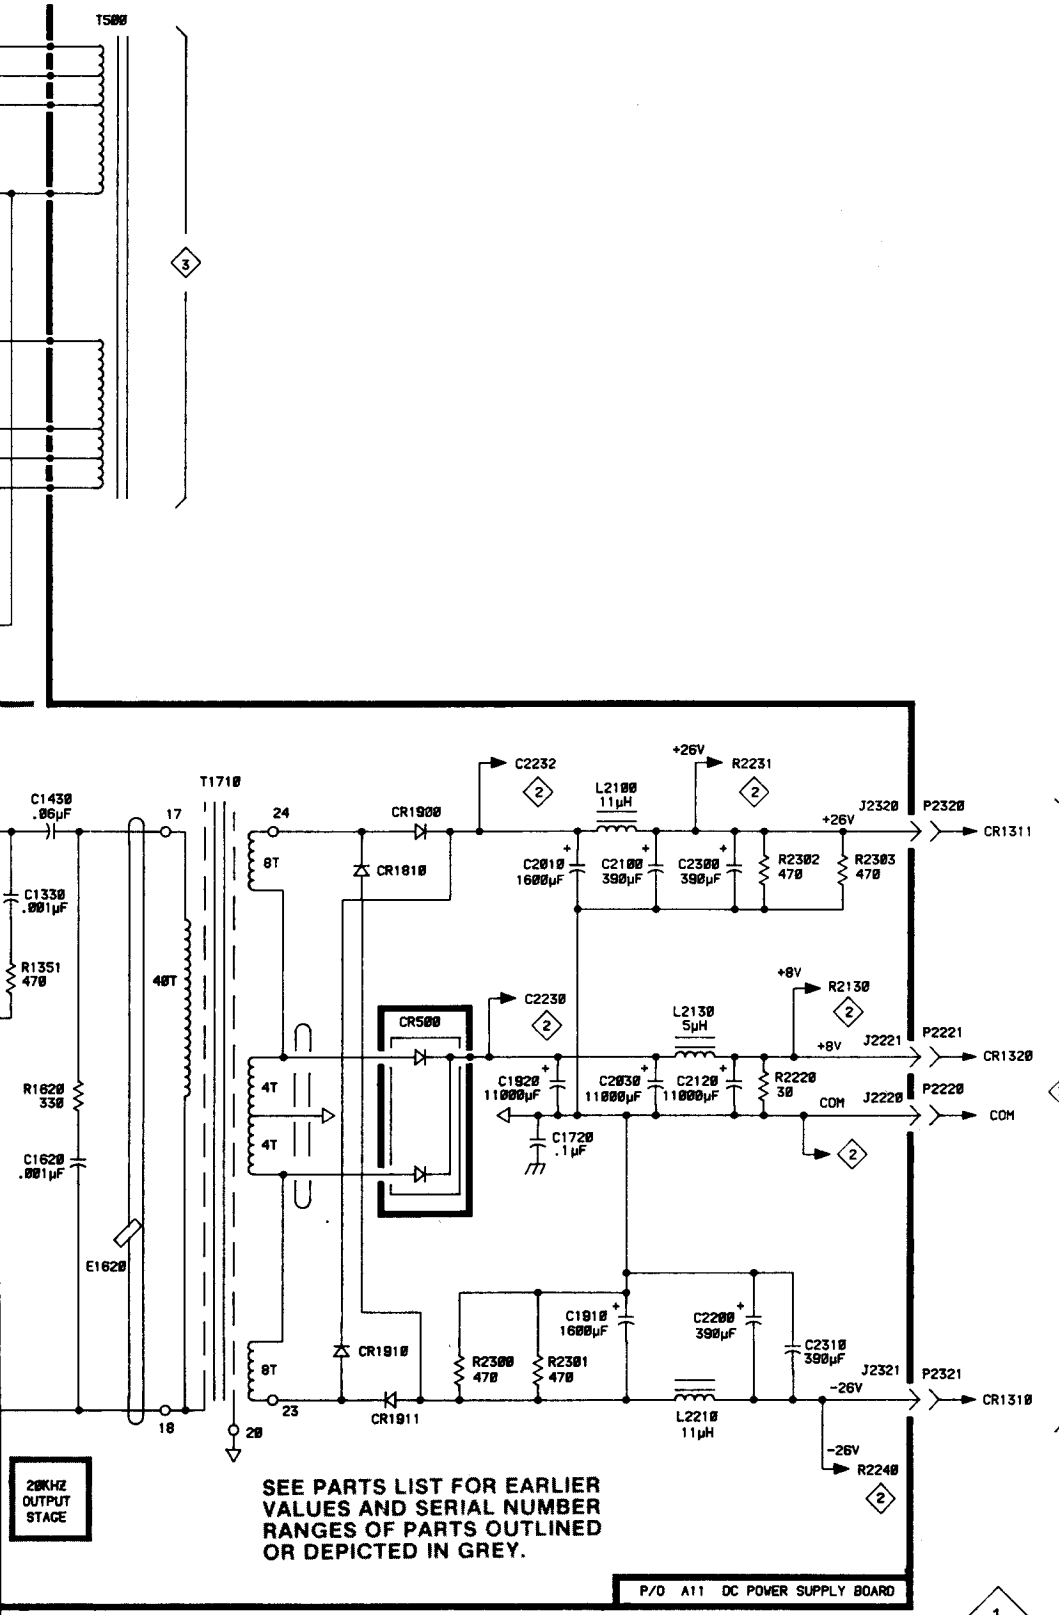 T500
3
T1710
C1430
.06µF
17
24
CR1900
C2232
2
+26V
R2231
2
L2100
11µH
J2320 P2320
+26V
CR1311
8T
CR1810
C2010
1600µF
+
C2100
390µF
+
C2300
390µF
+
R2302
470
R2303
470
C1330
.001µF
R1351
470
40T
CR500
C2230
2
+8V
R2130
2
L2130
5µH
+8V
J2221 P2221
CR1320
4T
C1920
11000µF
+
C2030
11000µF
+
C2120
11000µF
+
R2220
30
COM
J2220 P2220
COM
R1620
330
4T
C1720
.1µF
2
C1620
.001µF
E1620
C1910
1600µF
+
C2200
390µF
+
C2310
390µF
8T
CR1910
R2300
470
R2301
470
J2321 P2321
-26V
CR1310
18
23
CR1911
L2210
11µH
20
-26V
R2240
2
20KHZ
OUTPUT
STAGE
SEE PARTS LIST FOR EARLIER
VALUES AND SERIAL NUMBER
RANGES OF PARTS OUTLINED
OR DEPICTED IN GREY.
P/O A11 DC POWER SUPPLY BOARD
1